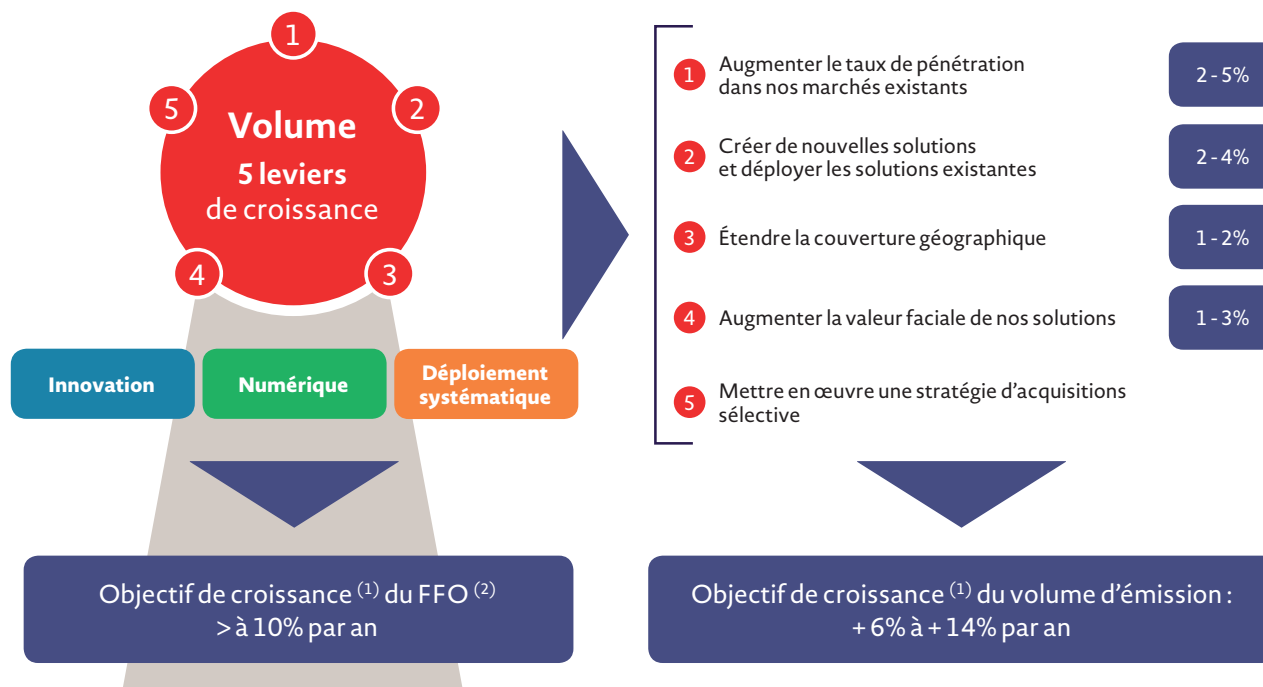 1
5
2
Volume
5 leviers
de croissance
4
3
Innovation
Numérique
Déploiement
systématique
Objectif de croissance (1) du FFO (2)
> à 10% par an
1
Augmenter le taux de pénétration
dans nos marchés existants
2 - 5%
2
Créer de nouvelles solutions
et déployer les solutions existantes
2 - 4%
3
Étendre la couverture géographique
1 - 2%
4
Augmenter la valeur faciale de nos solutions
1 - 3%
5
Mettre en œuvre une stratégie d’acquisitions
sélective
Objectif de croissance (1) du volume d’émission :
+ 6% à + 14% par an